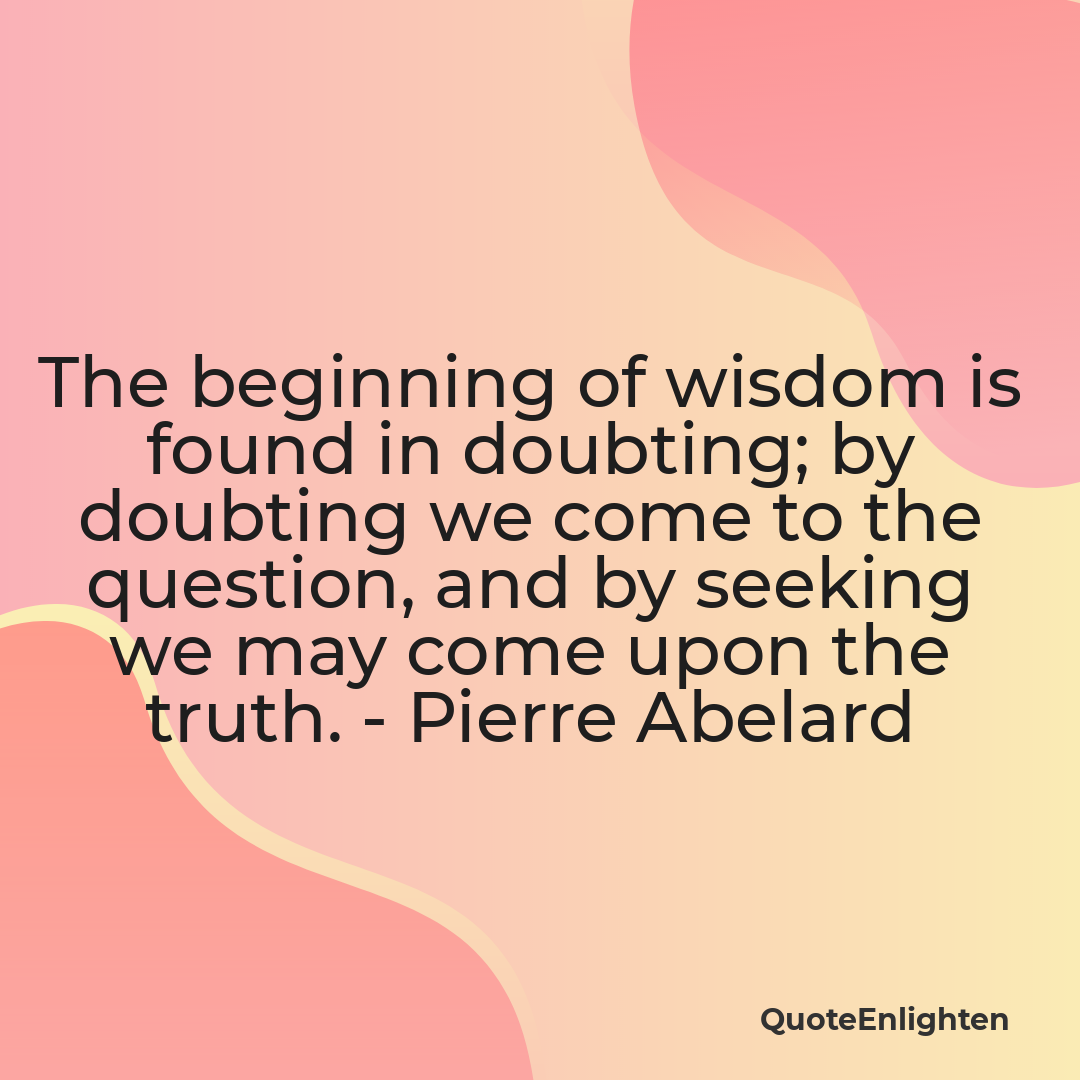 The beginning of wisdom is
found in doubting; by
doubting we come to the
question, and by seeking
we may come upon the
truth. - Pierre Abelard
QuoteEnlighten